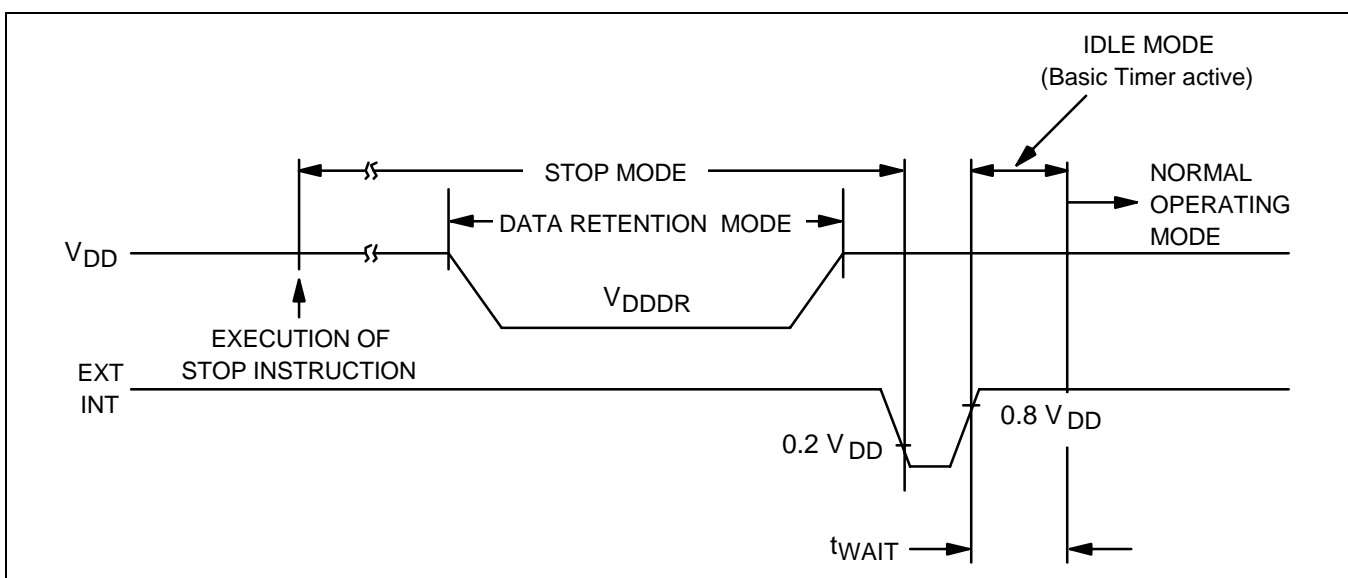 IDLE MODE
(Basic Timer active)
STOP MODE
NORMAL
OPERATING
MODE
DATA RETENTION MODE
VDD
VDDDR
EXECUTION OF
STOP INSTRUCTION
EXT
INT
0.8 VDD
0.2 VDD
tWAIT